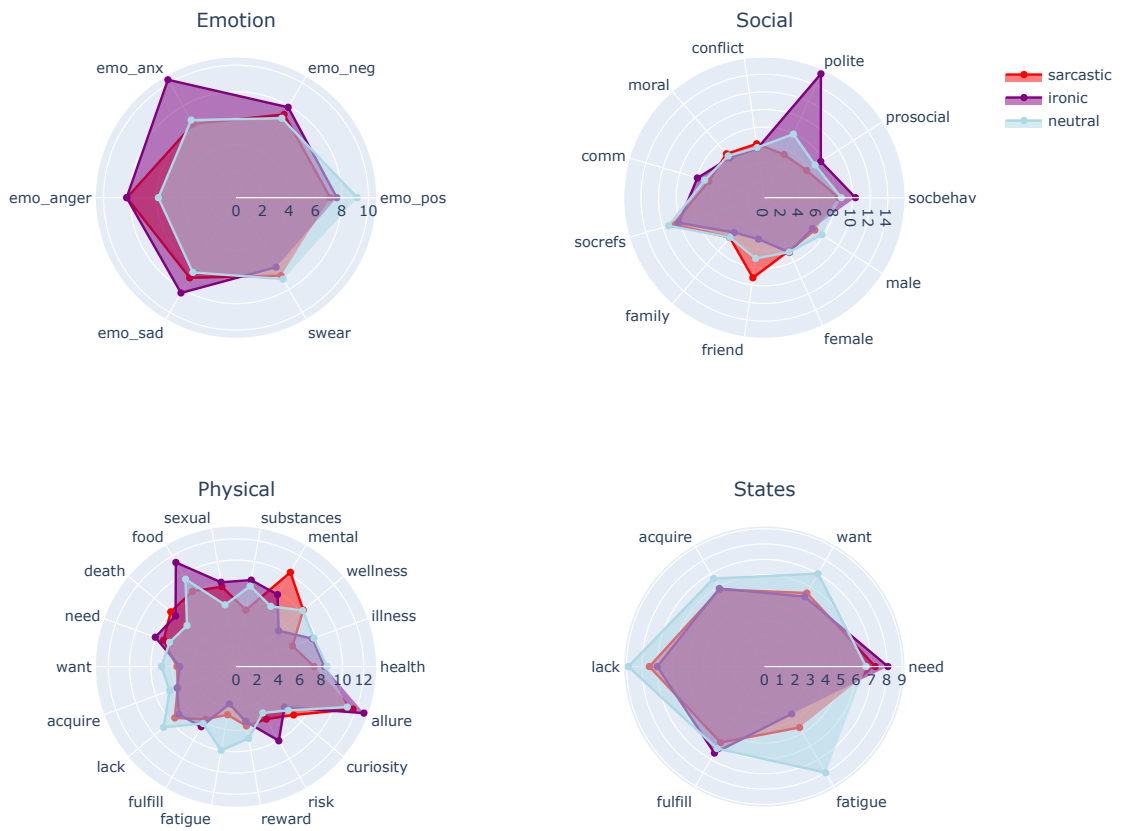 Emotion
emo_anx
emo_neg
emo_anger
emo_pos
0 2 4 6 8 10
emo_sad
swear
Social
conflict
polite
moral
prosocial
comm
socbehav
0 2 4 6 8 10 12 14
socrefs
male
family
friend
female
sarcastic
ironic
neutral
Physical
sexual
substances
food
mental
death
wellness
need
illness
want
health
0 2 4 6 8 10 12
acquire
allure
lack
curiosity
fulfill
risk
fatigue
reward
States
acquire
want
lack
need
0 1 2 3 4 5 6 7 8 9
fulfill
fatigue